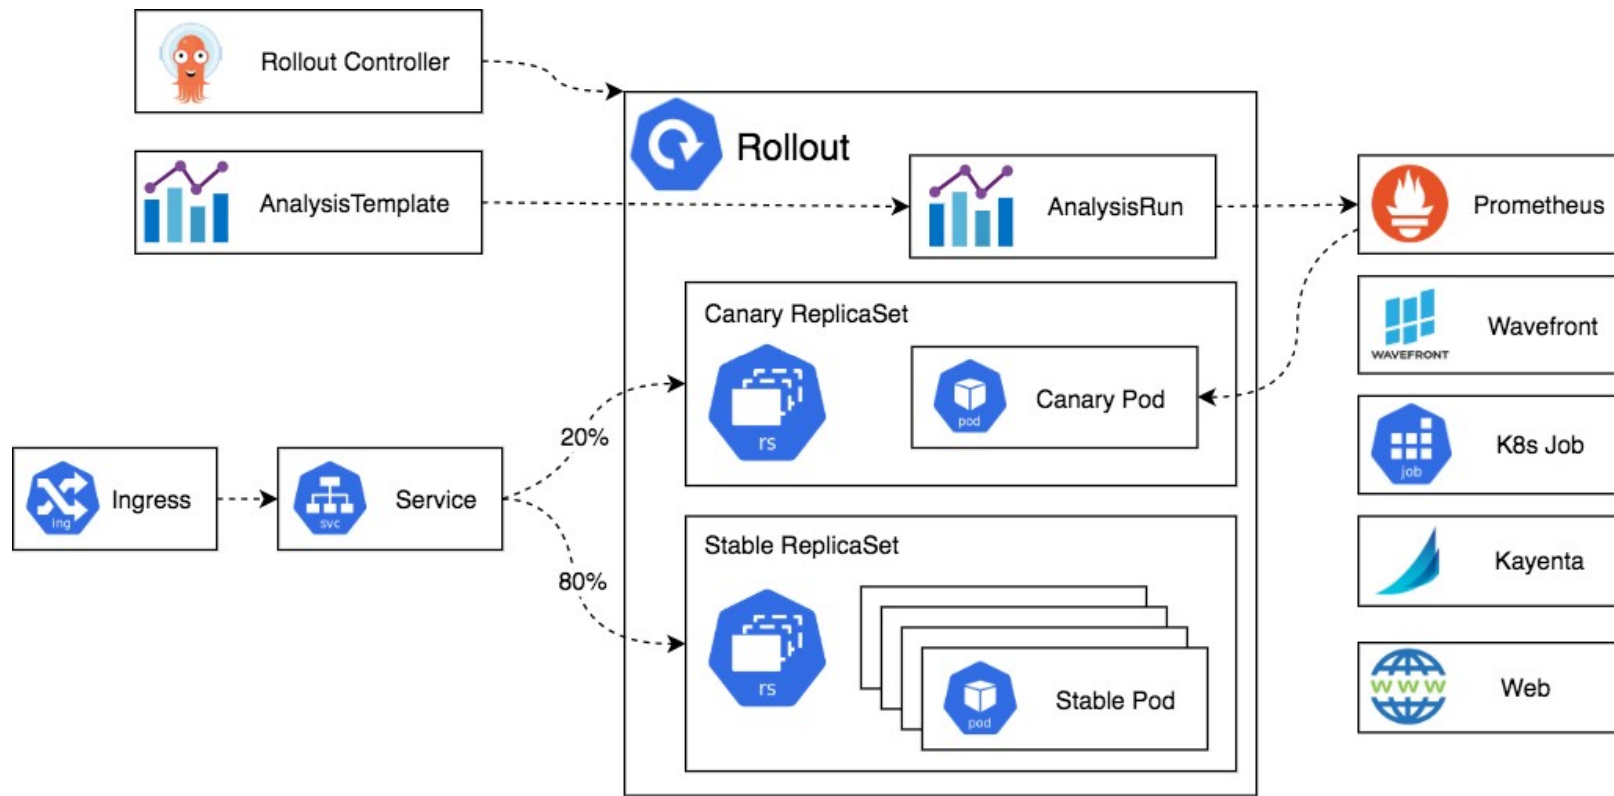 Rollout Controller
Rollout
AnalysisTemplate
AnalysisRun
Prometheus
Canary ReplicaSet
WAVEFRONT
Wavefront
rs
pod
Canary Pod
20%
job
K8s Job
ing
Ingress
svc
Service
Stable ReplicaSet
Kayenta
80%
rs
pod
Stable Pod
WWW
Web